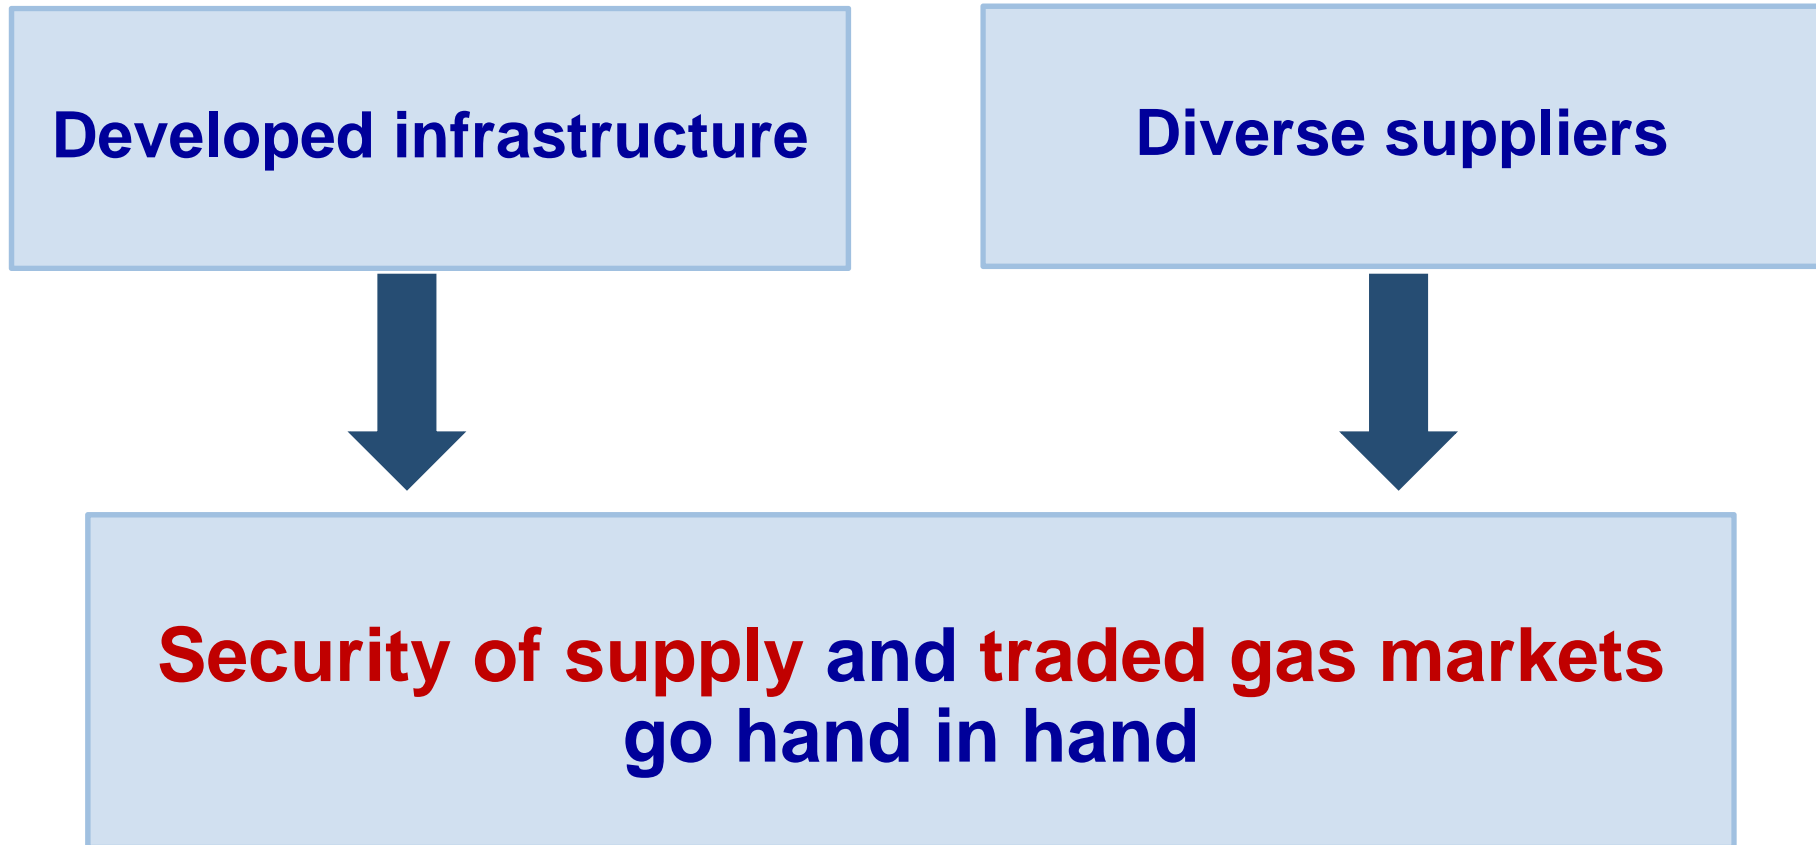 Developed infrastructure
Diverse suppliers
Security of supply and traded gas markets
go hand in hand